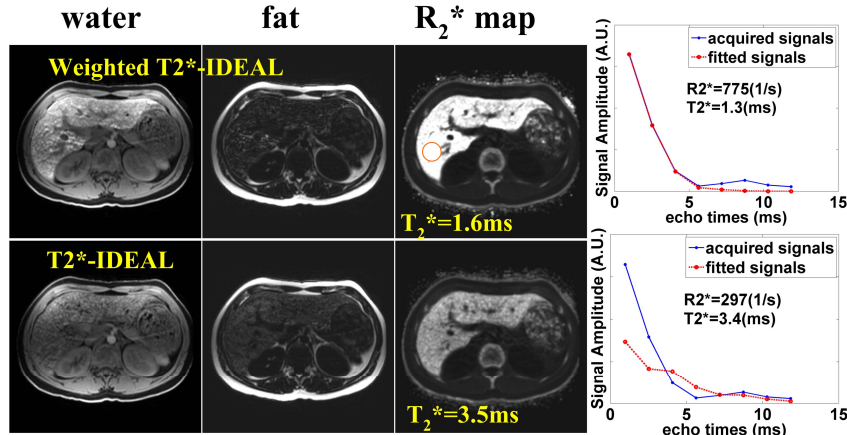 water fat R2* map
Weighted T2*-IDEAL
T2*=1.6ms
T2*-IDEAL
T2*=3.5ms
Signal Amplitude (A.U.)
acquired signals
fitted signals
R2*=775(1/s)
T2*=1.3(ms)
0 5 10 15
echo times (ms)
Signal Amplitude (A.U.)
acquired signals
fitted signals
R2*=297(1/s)
T2*=3.4(ms)
0 5 10 15
echo times (ms)